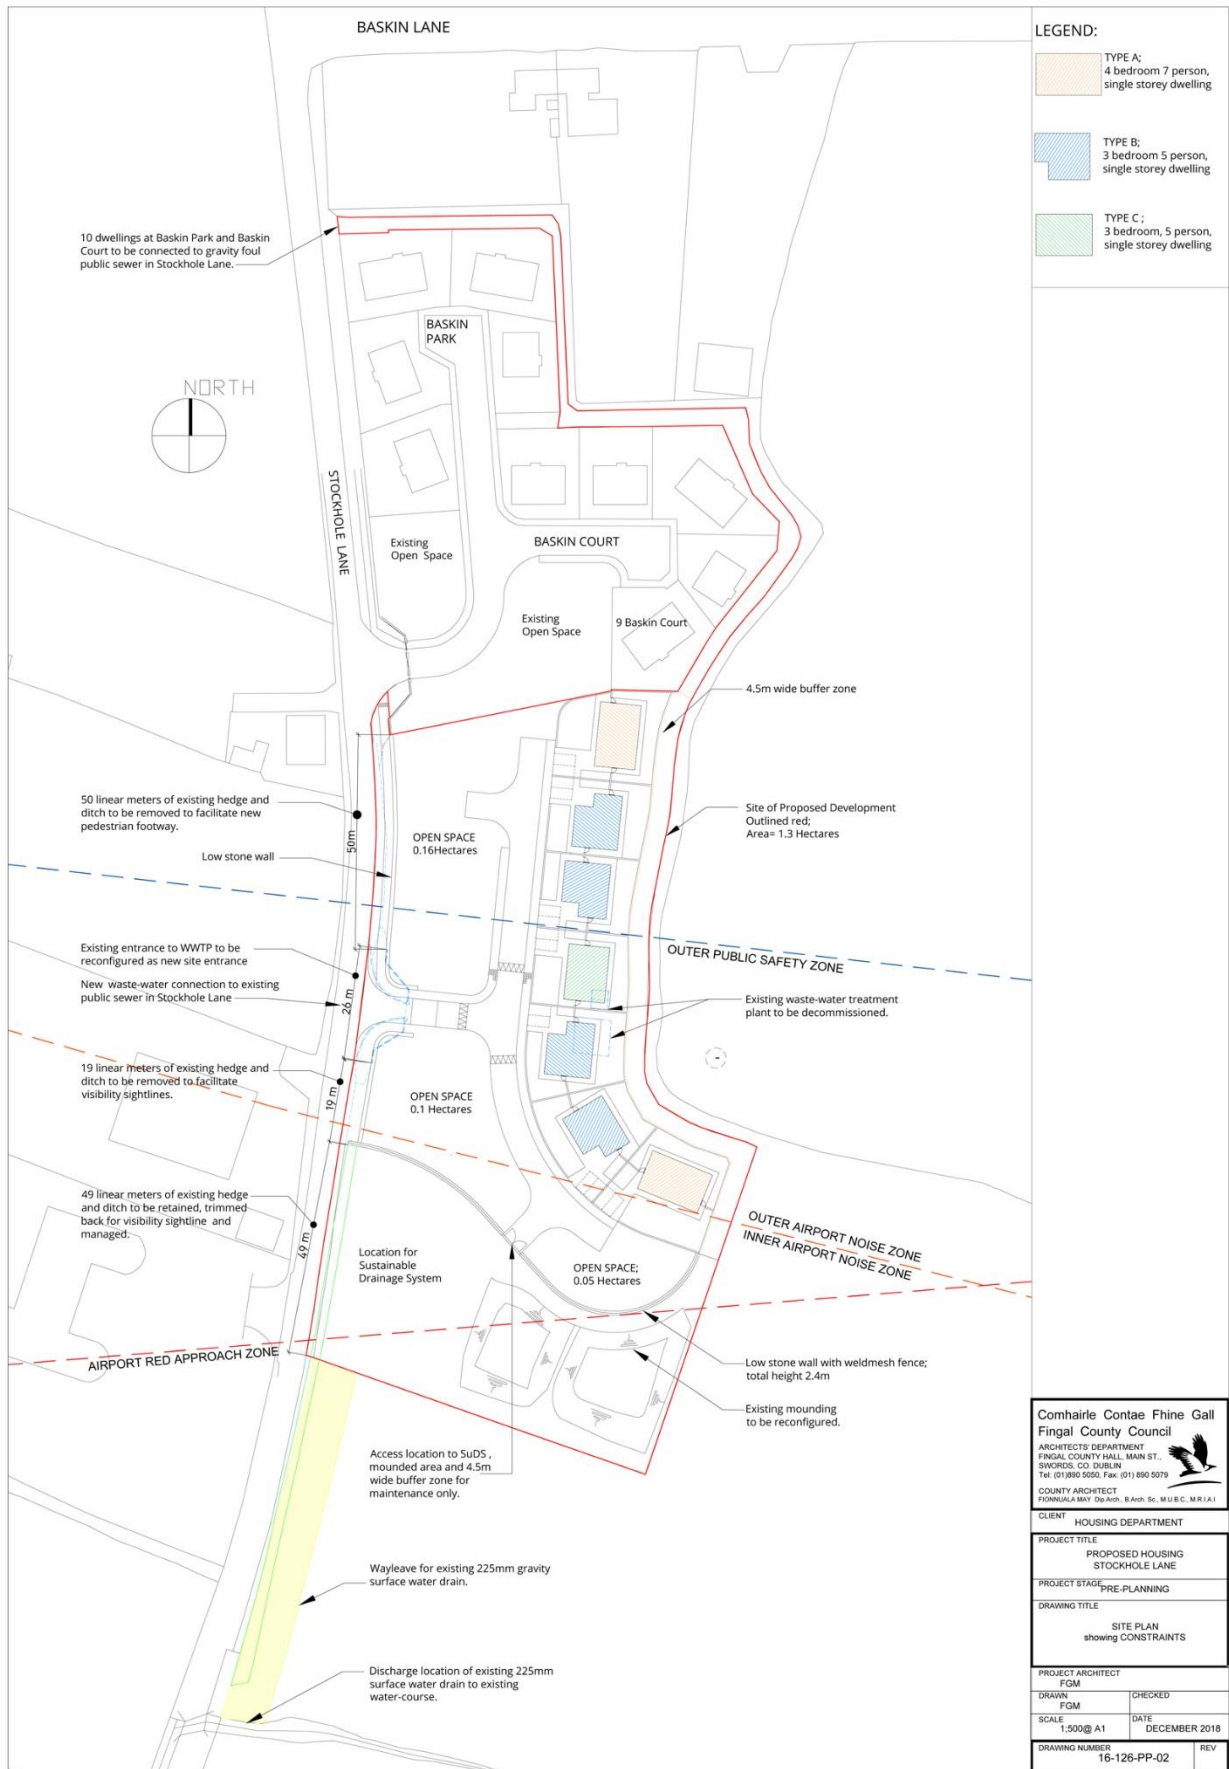 BASKIN LANE
LEGEND:
TYPE A;
4 bedroom 7 person,
single storey dwelling
TYPE B;
3 bedroom 5 person,
single storey dwelling
TYPE C ;
3 bedroom, 5 person,
single storey dwelling
10 dwellings at Baskin Park and Baskin
Court to be connected to gravity foul
public sewer in Stockhole Lane.
BASKIN
PARK
NORTH
STOCKHOLE LANE
Existing
Open Space
BASKIN COURT
Existing
Open Space
9 Baskin Court
4.5m wide buffer zone
50 linear meters of existing hedge and
ditch to be removed to facilitate new
pedestrian footway.
50m
Low stone wall
OPEN SPACE
0.16Hectares
Site of Proposed Development
Outlined red;
Area= 1.3 Hectares
Existing entrance to WWTP to be
reconfigured as new site entrance
New waste-water connection to existing
public sewer in Stockhole Lane
26 m
OUTER PUBLIC SAFETY ZONE
Existing waste-water treatment
plant to be decommissioned.
19 linear meters of existing hedge and
ditch to be removed to facilitate
visibility sightlines.
19 m
OPEN SPACE
0.1 Hectares
49 linear meters of existing hedge
and ditch to be retained, trimmed
back for visibility sightline and
managed.
49 m
Location for
Sustainable
Drainage System
OPEN SPACE;
0.05 Hectares
OUTER AIRPORT NOISE ZONE
INNER AIRPORT NOISE ZONE
AIRPORT RED APPROACH ZONE
Low stone wall with weldmesh fence;
total height 2.4m
Existing mounding
to be reconfigured.
Access location to SuDS ,
mounded area and 4.5m
wide buffer zone for
maintenance only.
Wayleave for existing 225mm gravity
surface water drain.
Discharge location of existing 225mm
surface water drain to existing
water-course.
Comhairle Contae Fhine Gall
Fingal County Council
ARCHITECTS' DEPARTMENT
FINGAL COUNTY HALL, MAIN ST.,
SWORDS, CO. DUBLIN
Tel: (01)890 5050, Fax: (01) 890 5079
COUNTY ARCHITECT
FIONNUALA MAY Dip.Arch., B.Arch. Sc., M.U.B.C., M.R.I.A.I
CLIENT
HOUSING DEPARTMENT
PROJECT TITLE
PROPOSED HOUSING
STOCKHOLE LANE
PROJECT STAGE
PRE-PLANNING
DRAWING TITLE
SITE PLAN
showing CONSTRAINTS
PROJECT ARCHITECT
FGM
DRAWN
FGM
CHECKED
SCALE
1:500@ A1
DATE
DECEMBER 2018
DRAWING NUMBER
16-126-PP-02
REV